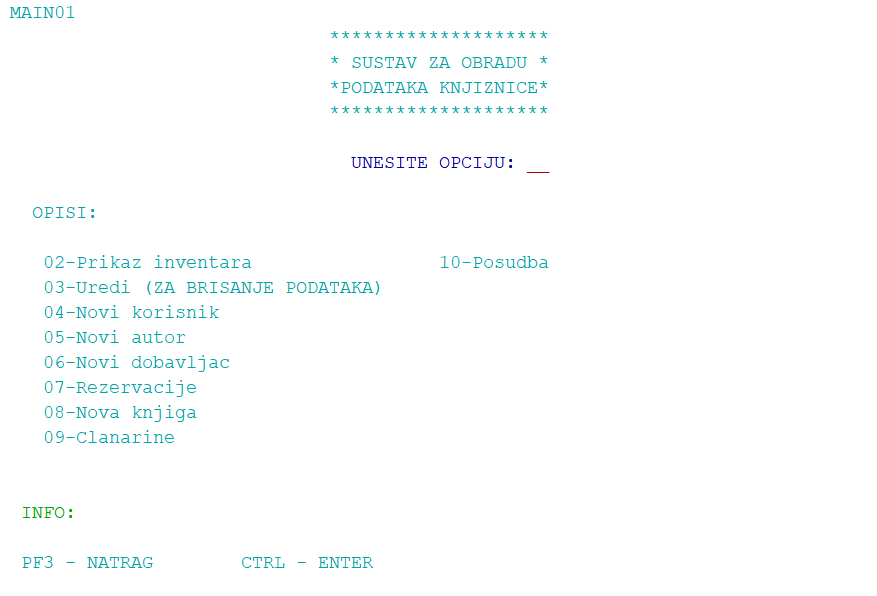 MAIN01
********************
* SUSTAV ZA OBRADU *
*PODATAKA KNJIZNICE*
********************
UNESITE OPCIJU: __
OPISI:
02-Prikaz inventara 10-Posudba
03-Uredi (ZA BRISANJE PODATAKA)
04-Novi korisnik
05-Novi autor
06-Novi dobavljac
07-Rezervacije
08-Nova knjiga
09-Clanarine
INFO:
PF3 - NATRAG CTRL - ENTER